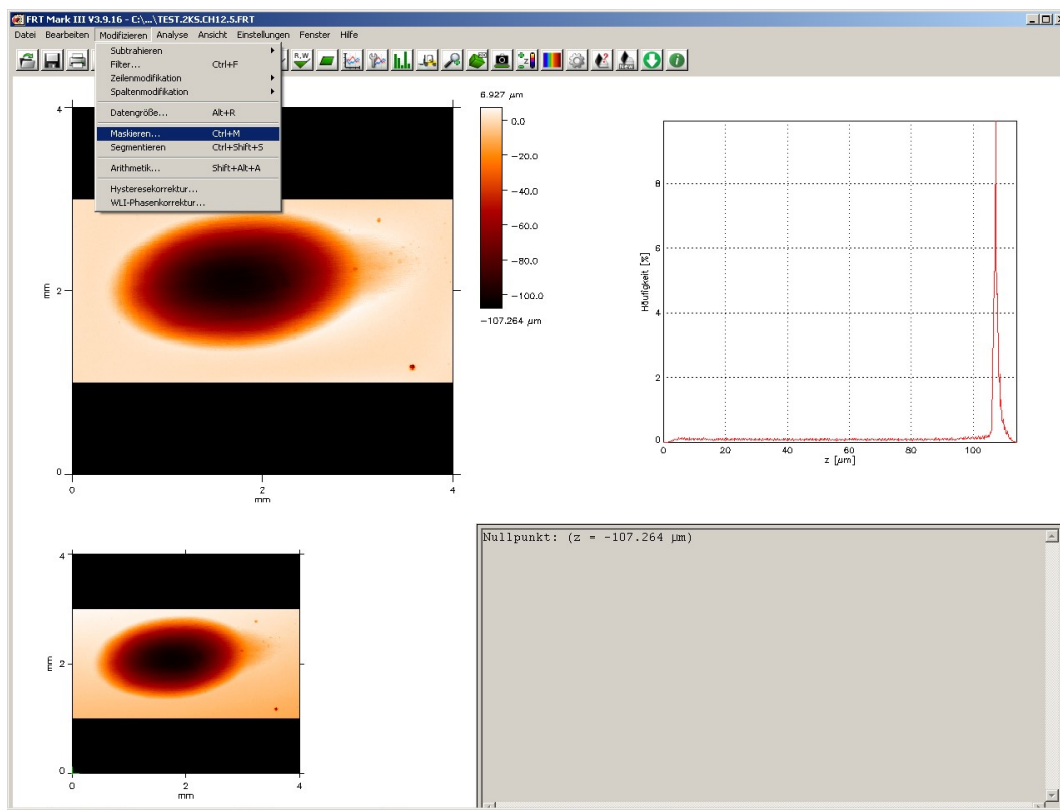 FRT Mark III V3.9.16 - C:\...\TEST.2KS.CH12.5.FRT
Datei Bearbeiten Modifizieren Analyse Ansicht Einstellungen Fenster Hilfe
Subtrahieren
Filter... Ctrl+F
Zeilenmodifikation
Spaltenmodifikation
Datengröße... Alt+R
Maskieren... Ctrl+M
Segmentieren Ctrl+Shift+S
Arithmetik... Shift+Alt+A
Hysteresekorrektur...
WLI-Phasenkorrektur...
R,W
z
4
2
0
mm
0 2 4
mm
6.927 µm
0.0
-20.0
-40.0
-60.0
-80.0
-100.0
-107.264 µm
Häufigkeit [%]
8
6
4
2
0
0 20 40 60 80 100
z [µm]
4
2
0
mm
0 2 4
mm
Nullpunkt: (z = -107.264 µm)